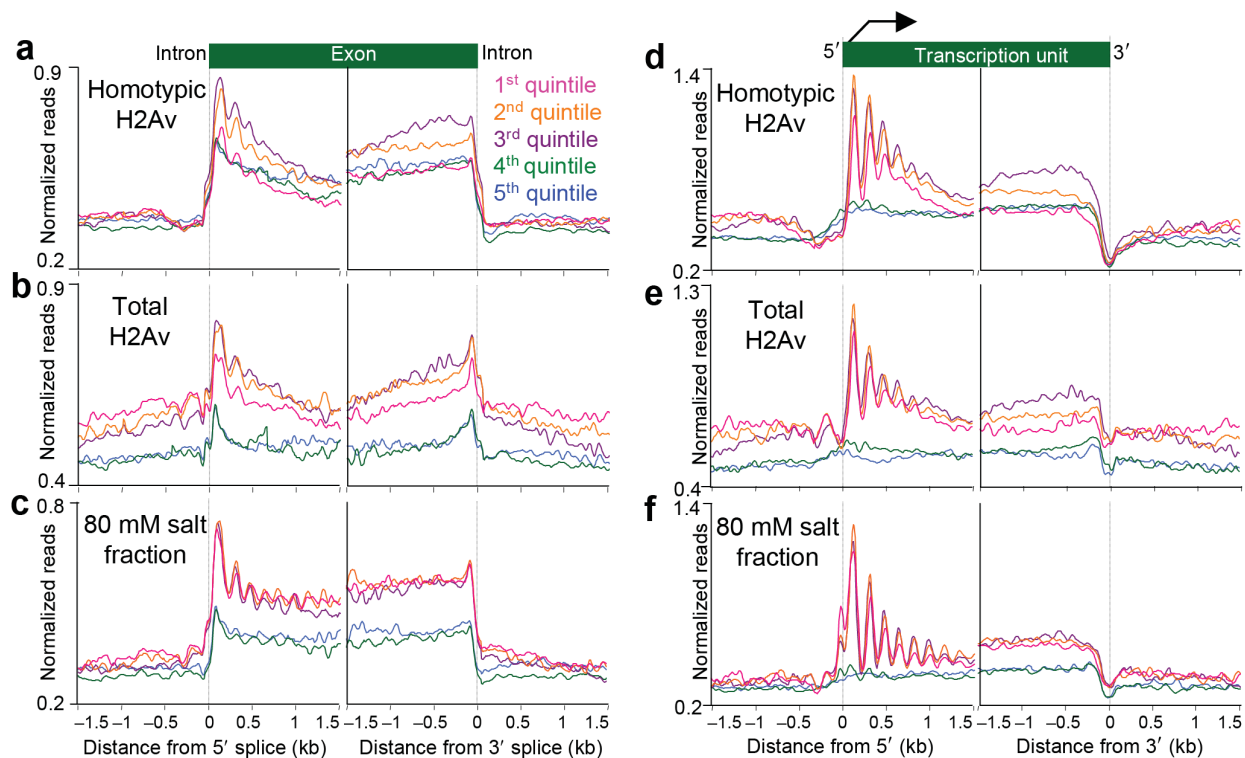 a
Intron
Exon
Intron
0.9
Normalized reads
0.2
Homotypic
H2Av
1st quintile
2nd quintile
3rd quintile
4th quintile
5th quintile
b
0.9
Normalized reads
0.4
Total
H2Av
c
0.8
Normalized reads
0.2
80 mM salt
fraction
–1.5 –1 –0.5 0 0.5 1 1.5 –1 –0.5 0 0.5 1 1.5
Distance from 5′ splice (kb)
Distance from 3′ splice (kb)
d
5′
Transcription unit
3′
1.4
Normalized reads
0.2
Homotypic
H2Av
e
1.3
Normalized reads
0.4
Total
H2Av
f
1.4
Normalized reads
0.2
80 mM salt
fraction
–1.5 –1 –0.5 0 0.5 1 1.5 –1 –0.5 0 0.5 1 1.5
Distance from 5′ (kb)
Distance from 3′ (kb)